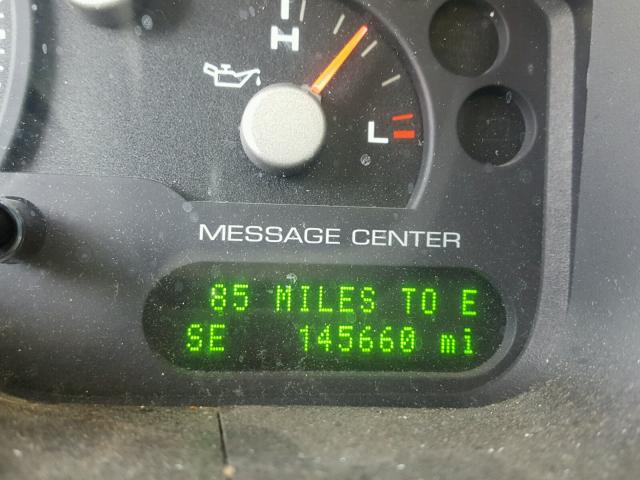 H
L
MESSAGE CENTER
85 MILES TO E
SE 145660 mi